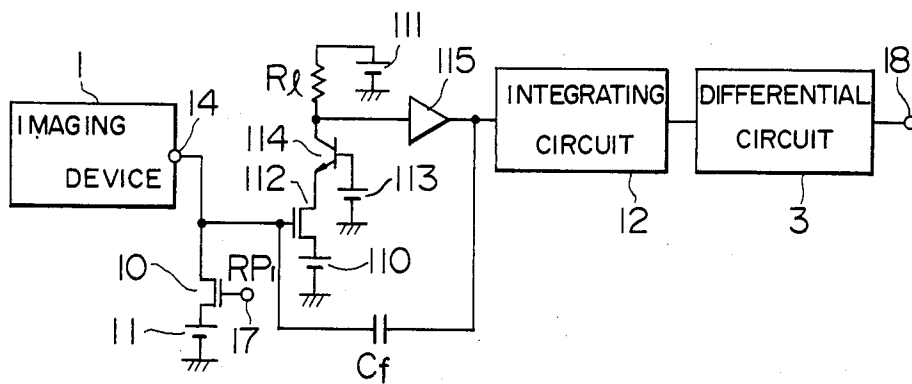 1
IMAGING
DEVICE
14
Rℓ
111
115
114
112
113
110
10
RP₁
11
17
Cf
INTEGRATING
CIRCUIT
12
DIFFERENTIAL
CIRCUIT
3
18